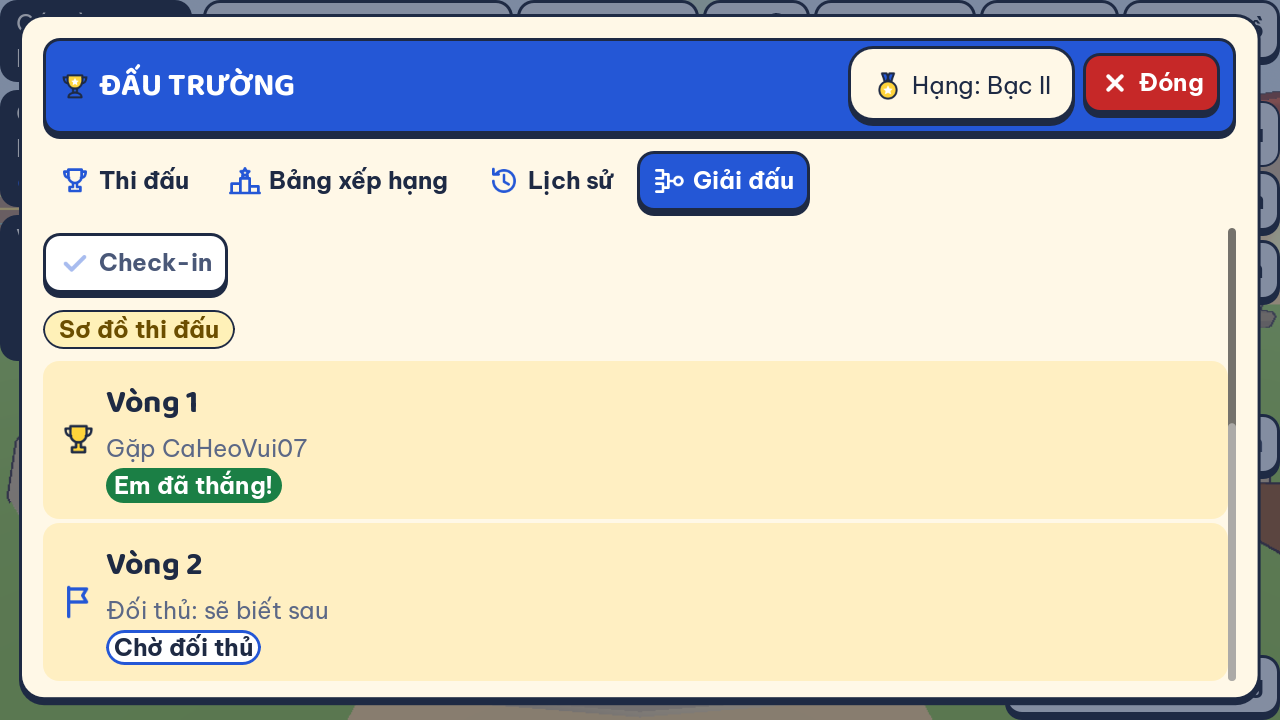 ĐẤU TRƯỜNG
Hạng: Bạc II
Đóng
Thi đấu
Bảng xếp hạng
Lịch sử
Giải đấu
Check-in
Sơ đồ thi đấu
Vòng 1
Gặp CaHeoVui07
Em đã thắng!
Vòng 2
Đối thủ: sẽ biết sau
Chờ đối thủ